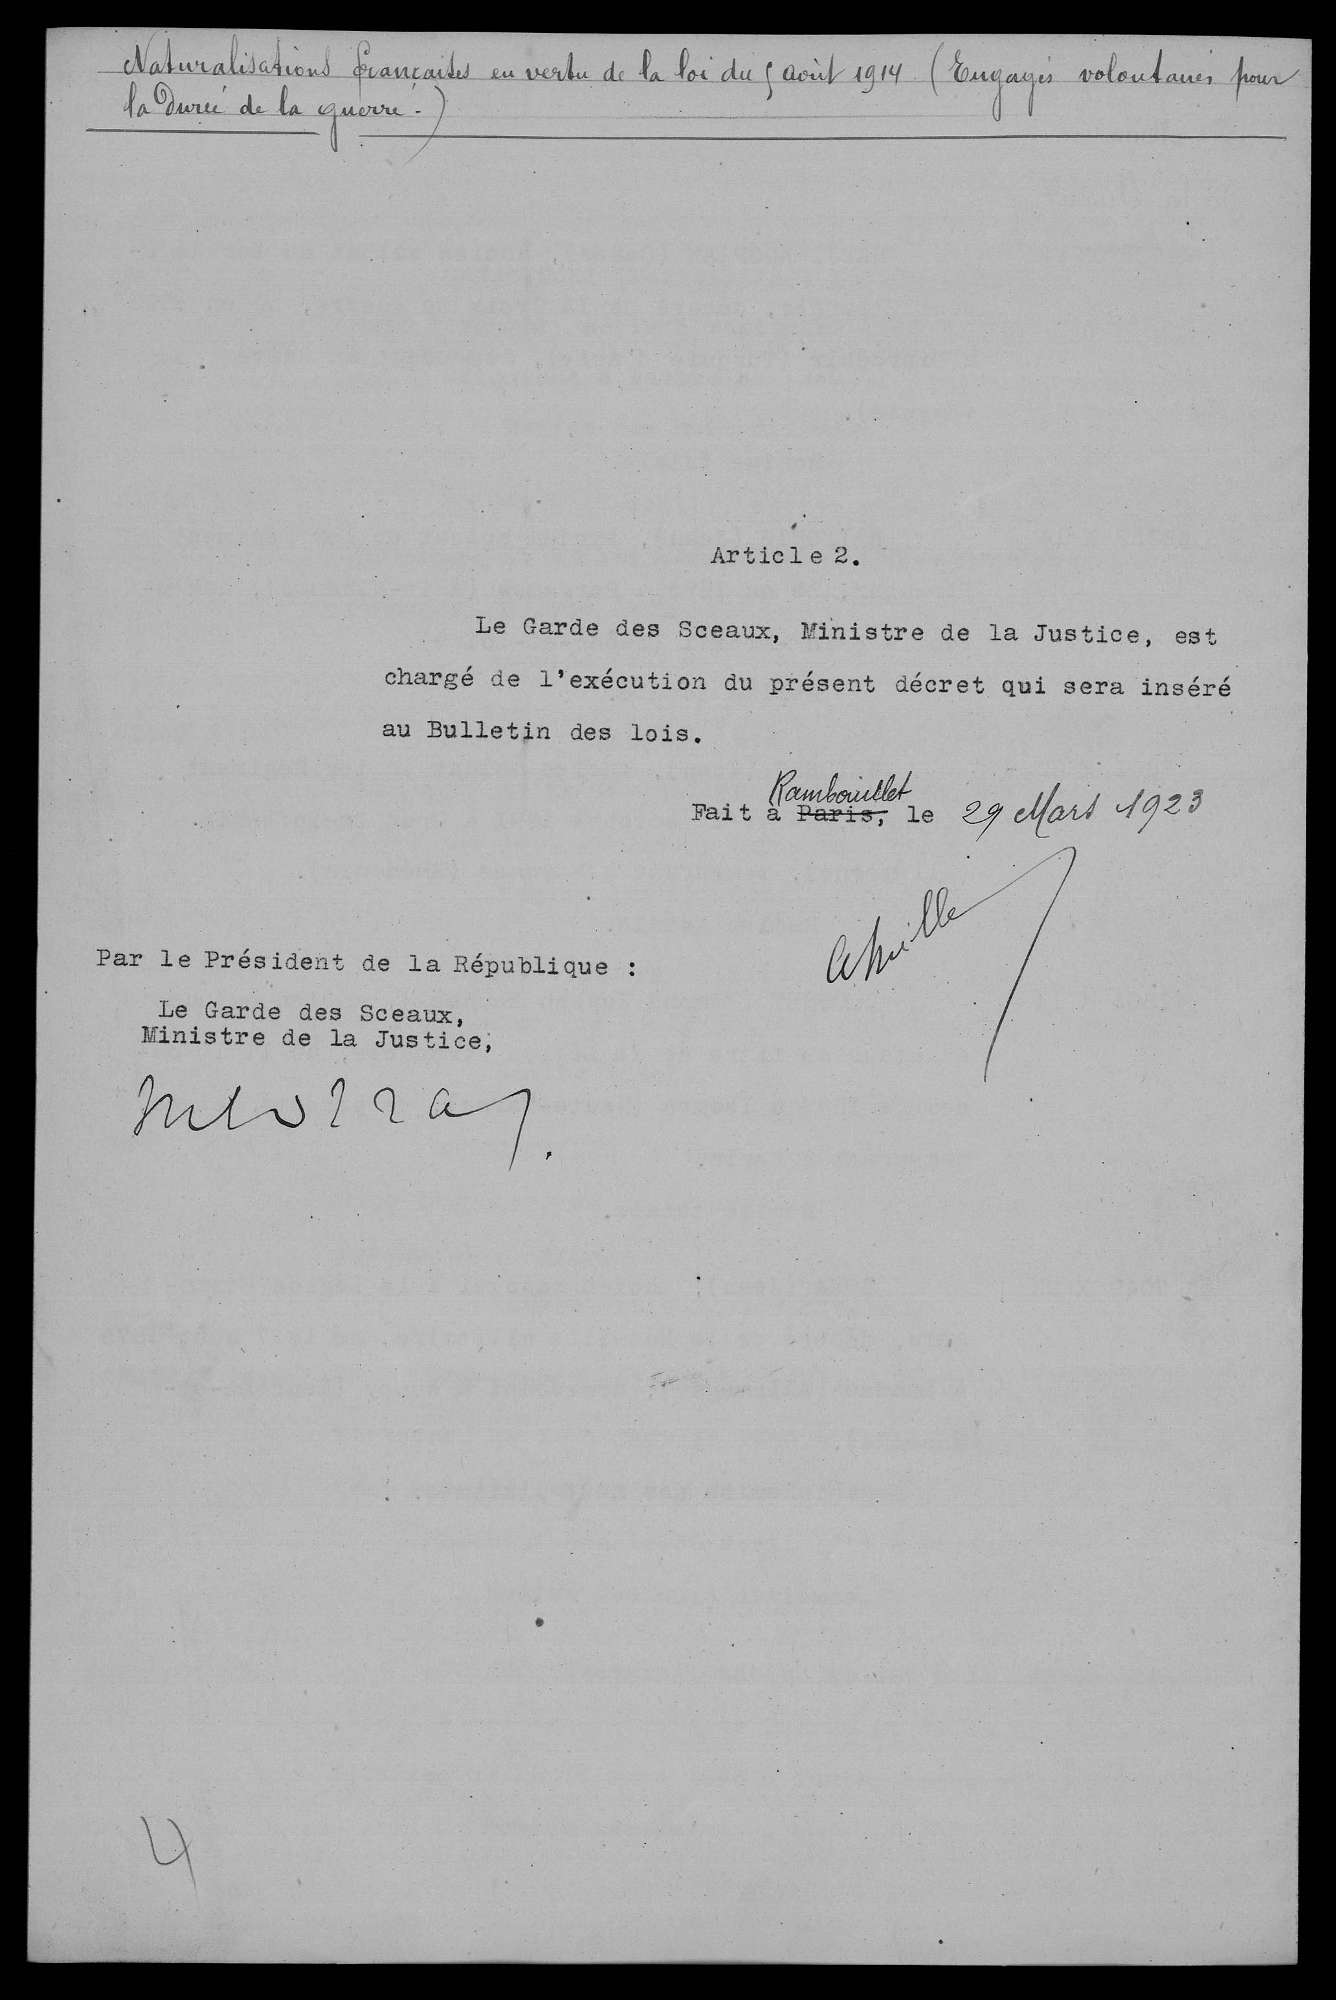 Naturalisations françaises en vertu de la loi du 5 août 1914 (Engagés volontaires pour
la Durée de la guerre.)
Article 2.
Le Garde des Sceaux, Ministre de la Justice, est
chargé de l'exécution du présent décret qui sera inséré
au Bulletin des lois.
Rambouillet
Fait à Paris, le 29 Mars 1923
Par le Président de la République :
Le Garde des Sceaux,
Ministre de la Justice,
4